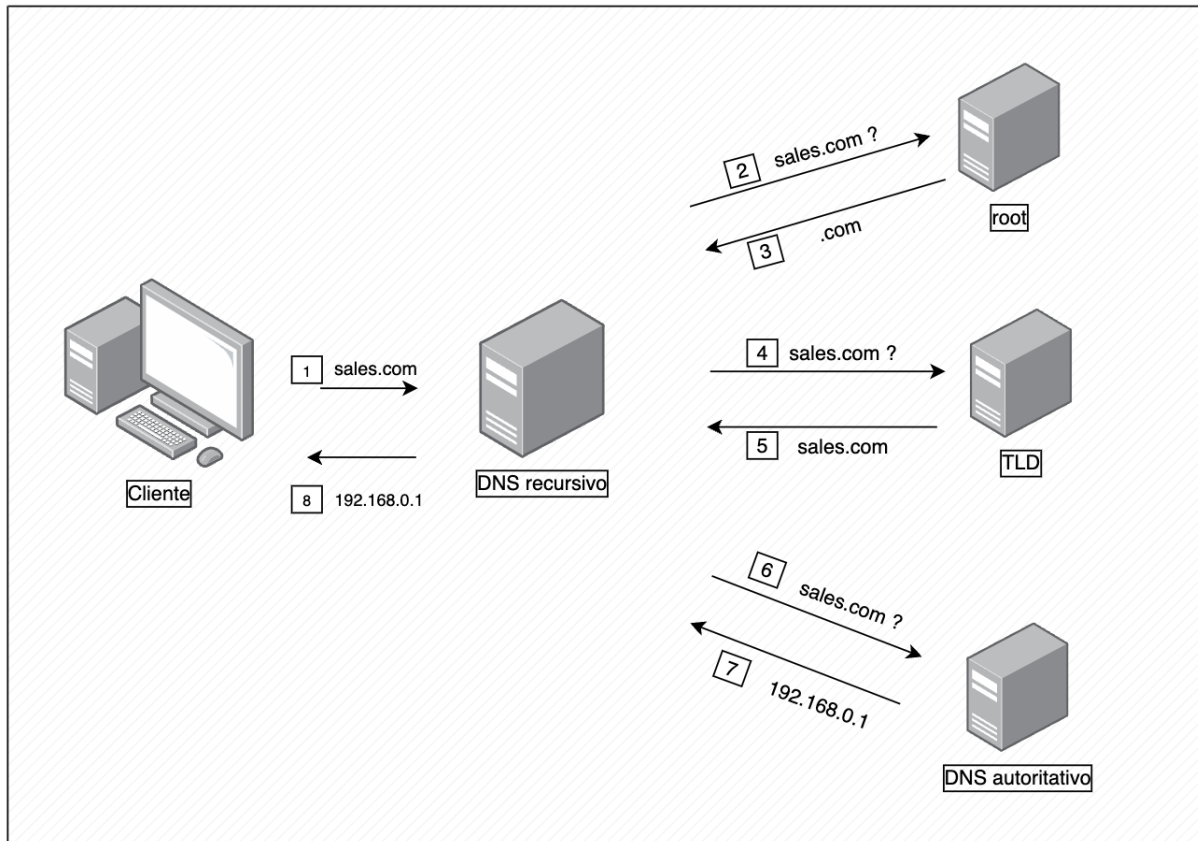 2 sales.com ?
3 .com
root
1 sales.com
8 192.168.0.1
Cliente
DNS recursivo
4 sales.com ?
5 sales.com
TLD
6 sales.com ?
7 192.168.0.1
DNS autoritativo